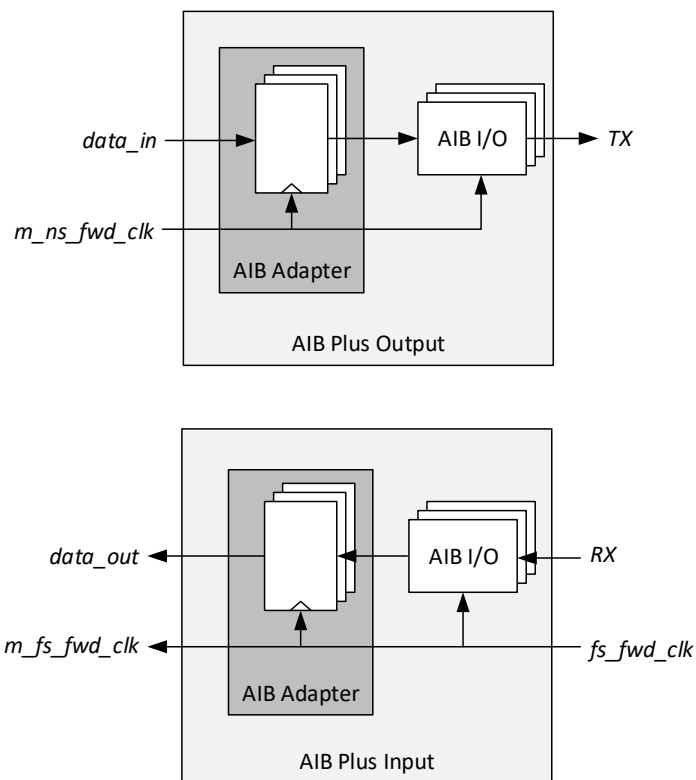 data_in
AIB I/O
TX
m_ns_fwd_clk
AIB Adapter
AIB Plus Output
data_out
AIB I/O
RX
m_fs_fwd_clk
fs_fwd_clk
AIB Adapter
AIB Plus Input